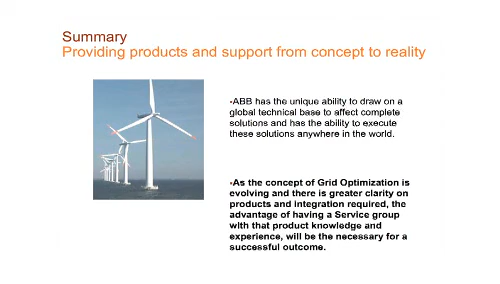 Summary
Providing products and support from concept to reality
•ABB has the unique ability to draw on a
global technical base to affect complete
solutions and has the ability to execute
these solutions anywhere in the world.
•As the concept of Grid Optimization is
evolving and there is greater clarity on
products and integration required, the
advantage of having a Service group
with that product knowledge and
experience, will be the necessary for a
successful outcome.